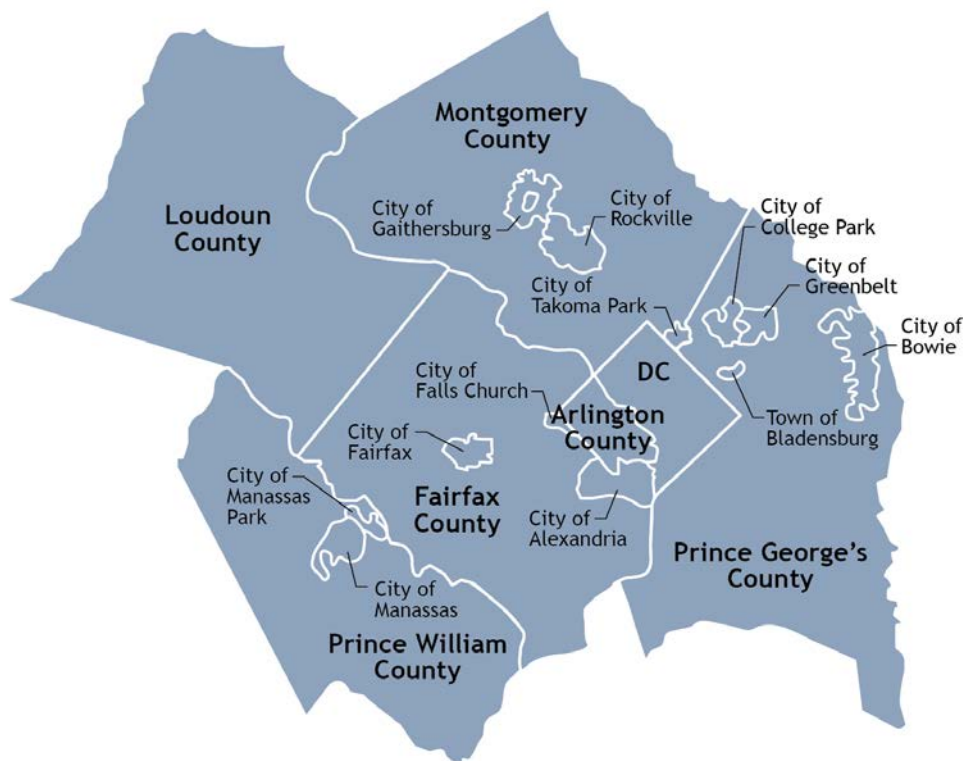 Montgomery
County
Loudoun
County
City of
Gaithersburg
City of
Rockville
City of
College Park
City of
Greenbelt
City of
Takoma Park
City of
Bowie
DC
City of
Falls Church
Arlington
County
Town of
Bladensburg
City of
Fairfax
City of
Manassas
Park
Fairfax
County
City of
Alexandria
Prince George's
County
City of
Manassas
Prince William
County